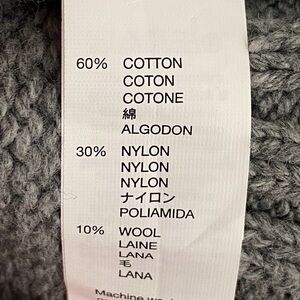 60% COTTON
COTON
COTONE
綿
ALGODON
30% NYLON
NYLON
NYLON
ナイロン
POLIAMIDA
10% WOOL
LAINE
LANA
毛
LANA
Machine